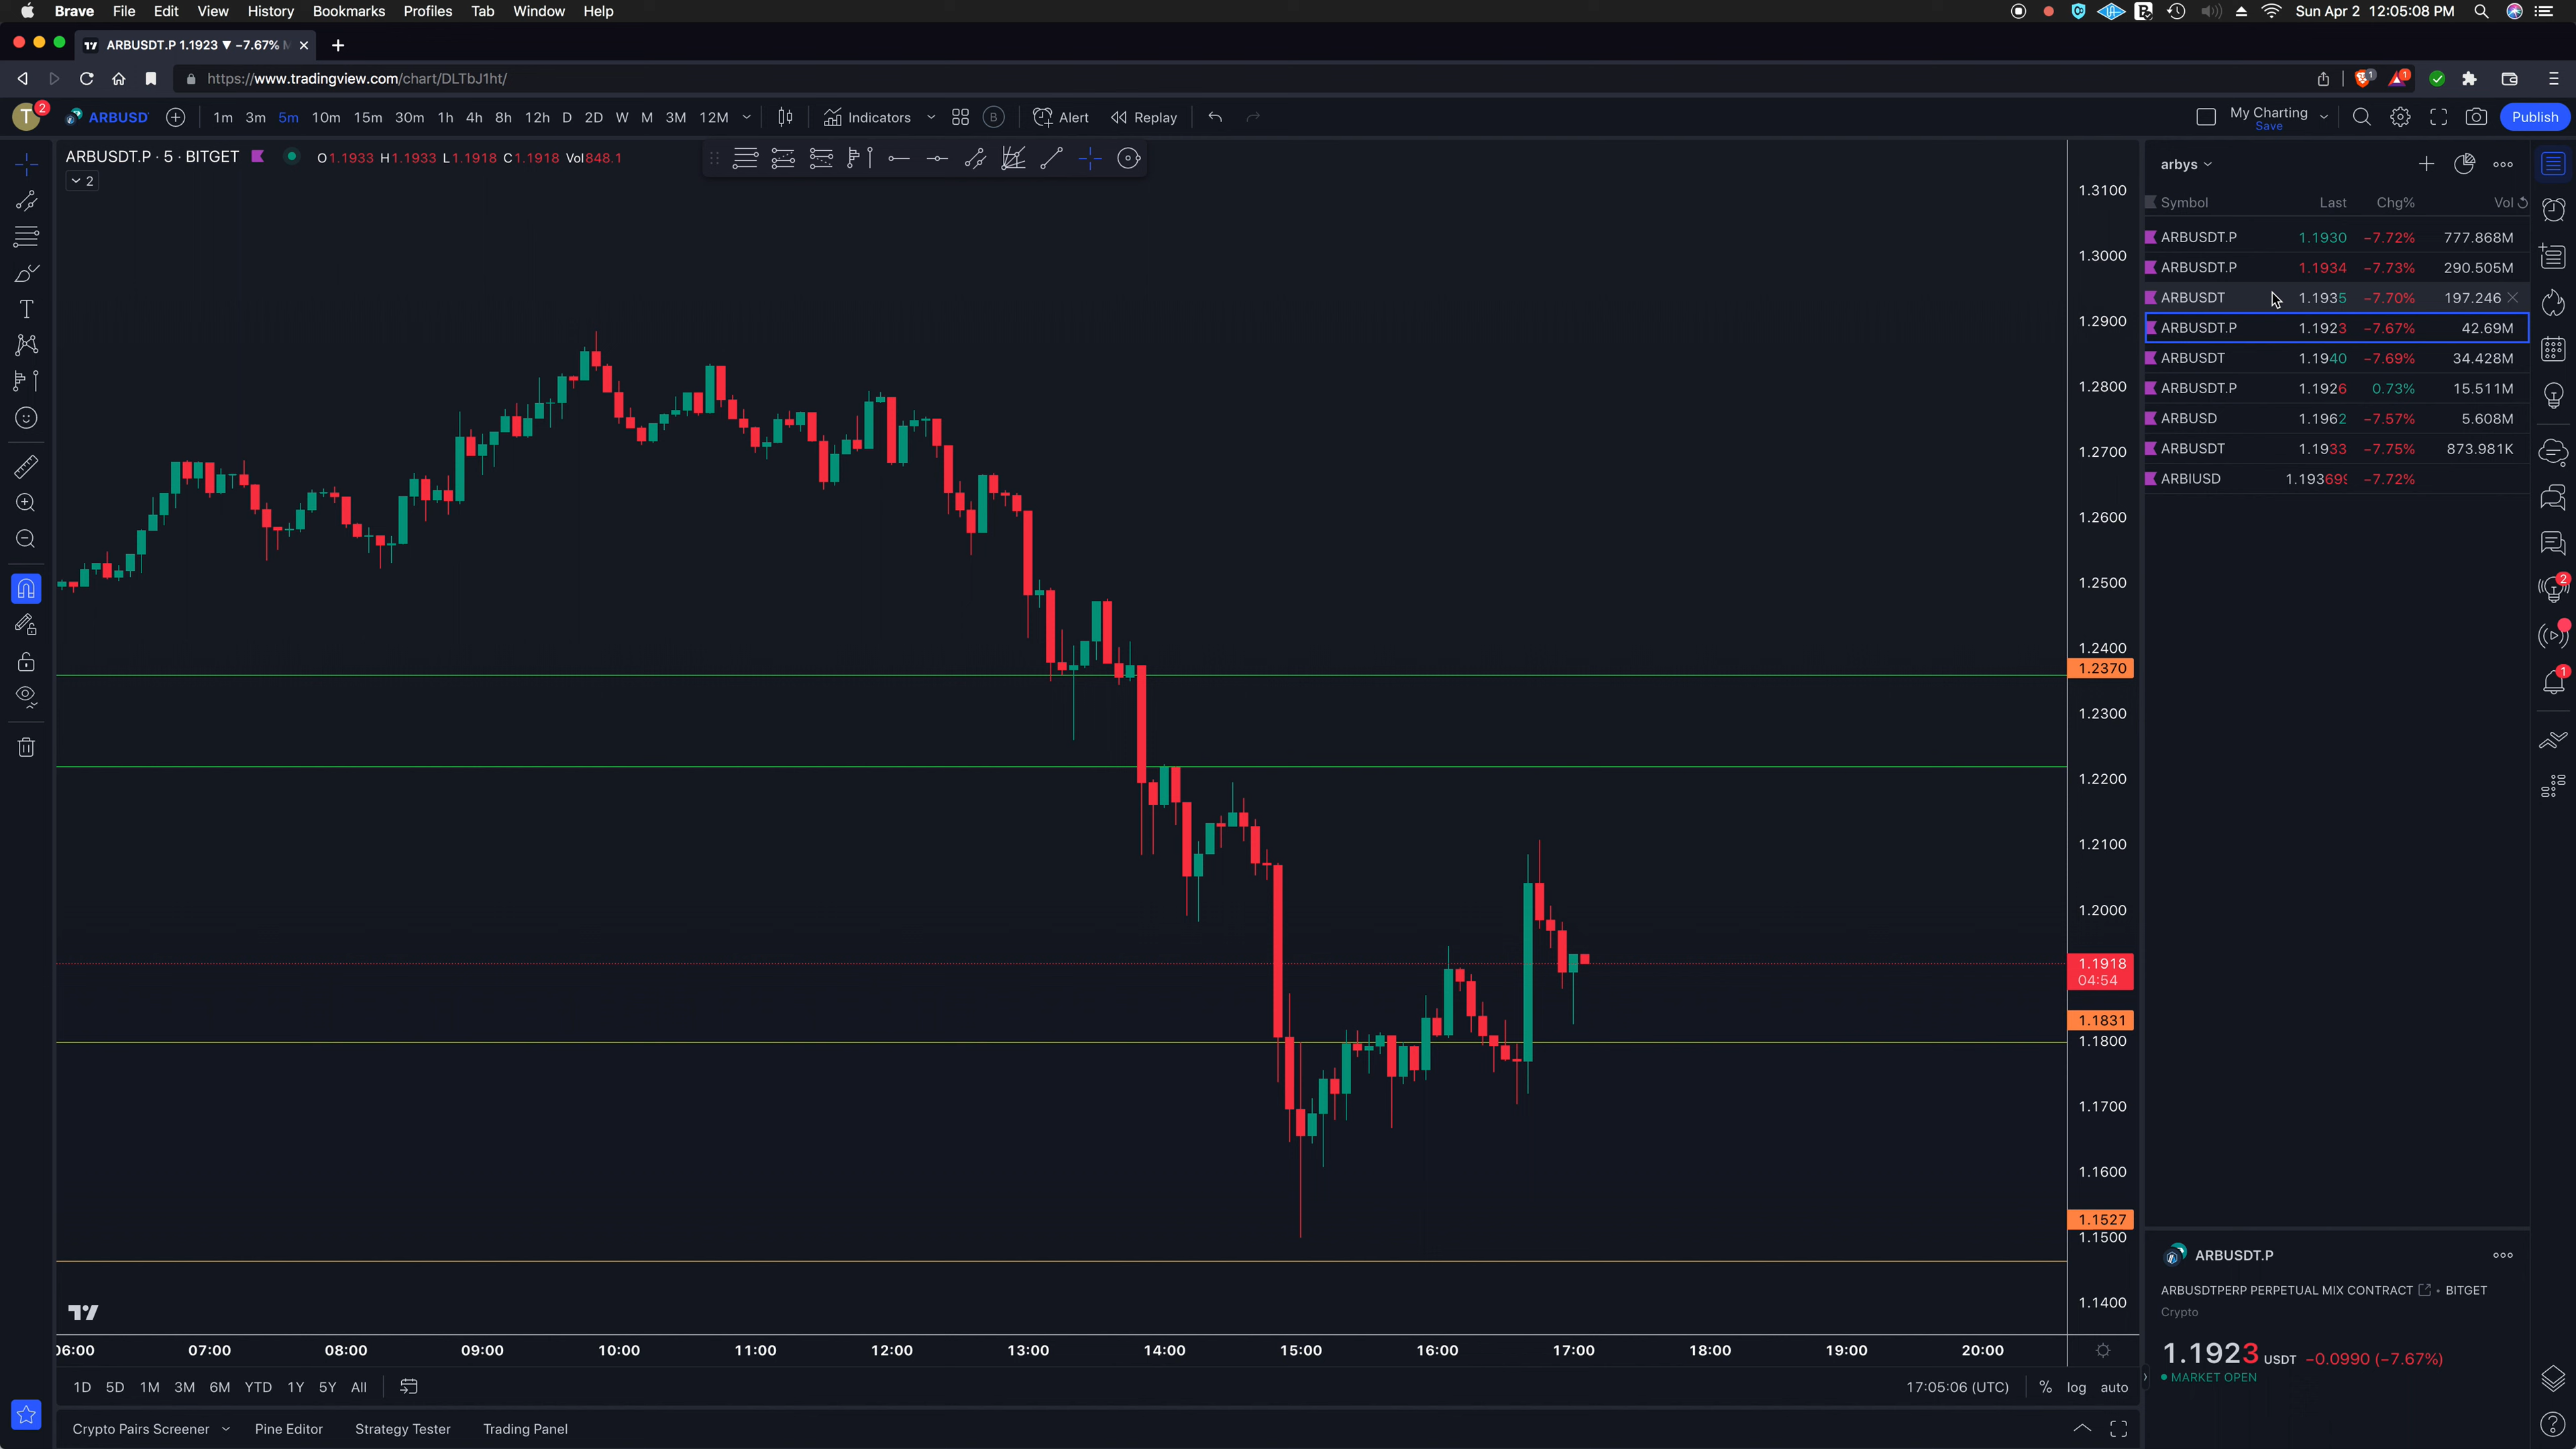 Brave File Edit View History Bookmarks Profiles Tab Window Help
Sun Apr 2 12:05:08 PM
ARBUSDT.P 1.1923 ▼ −7.67%
https://www.tradingview.com/chart/DLTbJ1ht/
T 2 ARBUSD 1m 3m 5m 10m 15m 30m 1h 4h 8h 12h D 2D W M 3M 12M Indicators B Alert Replay
My Charting
Save
Publish
ARBUSDT.P · 5 · BITGET O1.1933 H1.1933 L1.1918 C1.1918 Vol848.1
2
arbys
Symbol Last Chg% Vol
ARBUSDT.P 1.1930 −7.72% 777.868M
ARBUSDT.P 1.1934 −7.73% 290.505M
ARBUSDT 1.1935 −7.70% 197.246
ARBUSDT.P 1.1923 −7.67% 42.69M
ARBUSDT 1.1940 −7.69% 34.428M
ARBUSDT.P 1.1926 0.73% 15.511M
ARBUSD 1.1962 −7.57% 5.608M
ARBUSDT 1.1933 −7.75% 873.981K
ARBIUSD 1.193699 −7.72%
1.3100
1.3000
1.2900
1.2800
1.2700
1.2600
1.2500
1.2400
1.2370
1.2300
1.2200
1.2100
1.2000
1.1918
04:54
1.1831
1.1800
1.1700
1.1600
1.1527
1.1500
1.1400
06:00 07:00 08:00 09:00 10:00 11:00 12:00 13:00 14:00 15:00 16:00 17:00 18:00 19:00 20:00
1D 5D 1M 3M 6M YTD 1Y 5Y All
17:05:06 (UTC) % log auto
Crypto Pairs Screener Pine Editor Strategy Tester Trading Panel
ARBUSDT.P
ARBUSDTPERP PERPETUAL MIX CONTRACT • BITGET
Crypto
1.1923 USDT −0.0990 (−7.67%)
MARKET OPEN